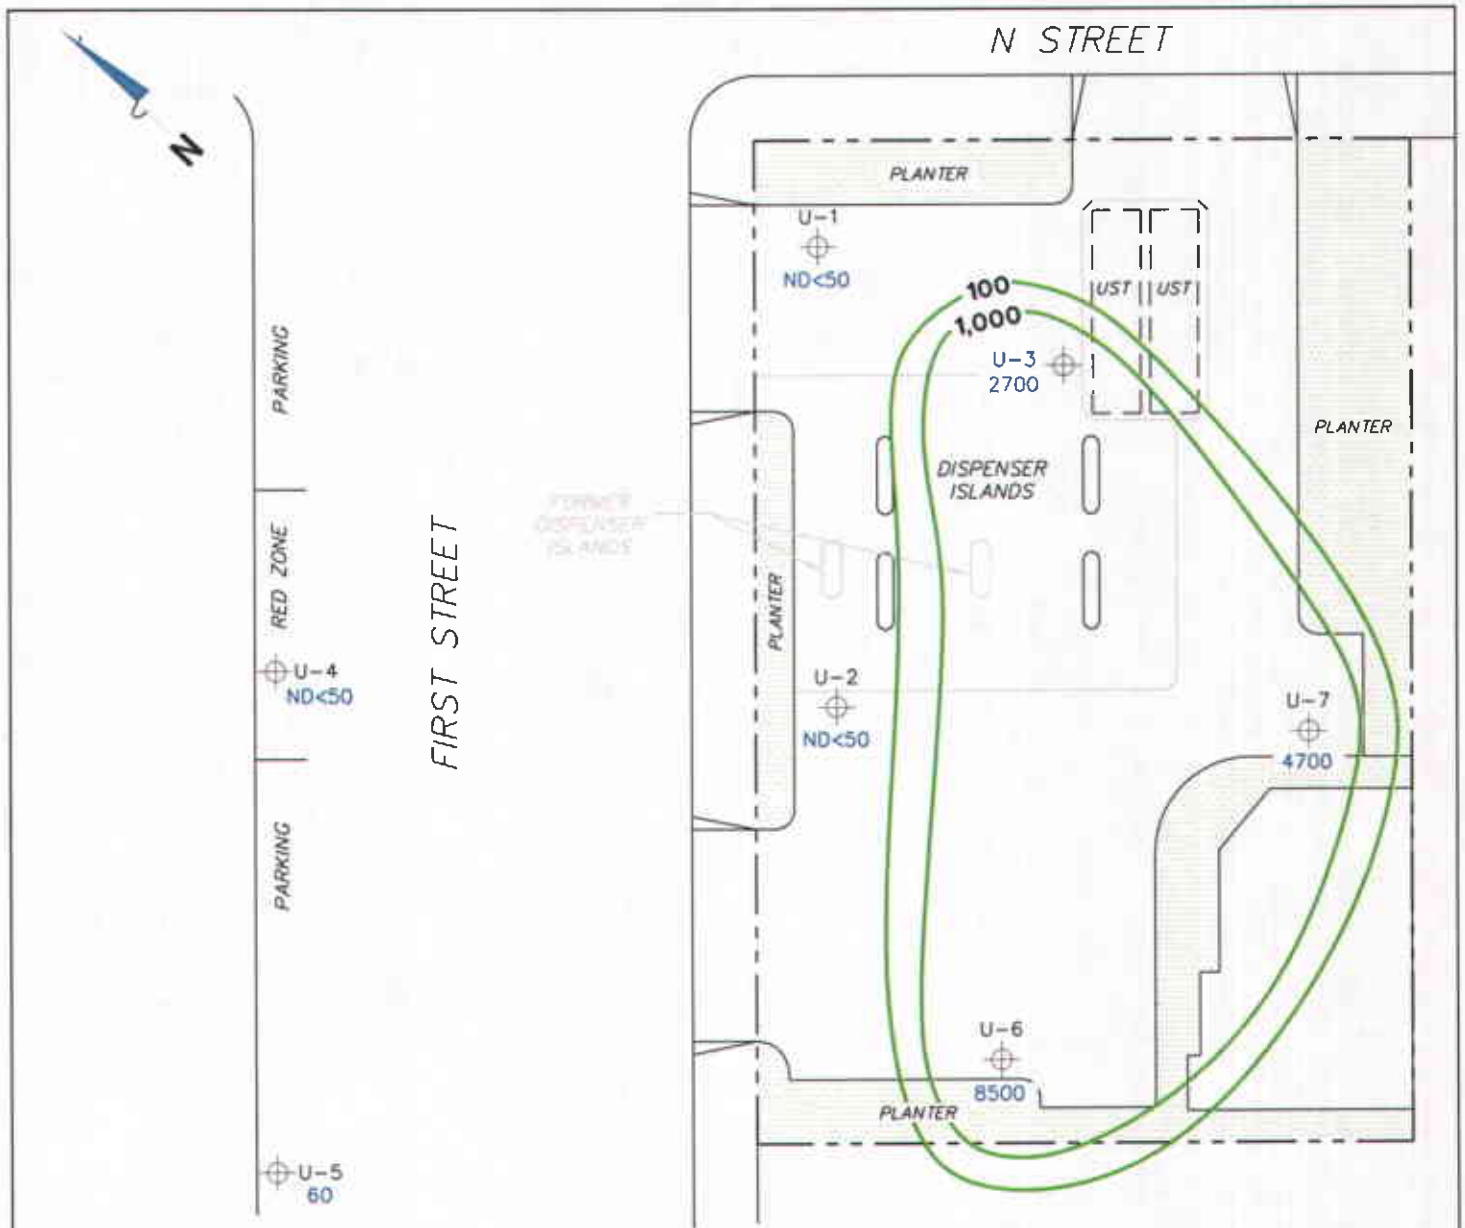 N STREET
N
PLANTER
U-1
ND<50
100
1,000
UST
UST
U-3
2700
PARKING
PLANTER
DISPENSER
ISLANDS
FORMER
DISPENSER
ISLANDS
RED ZONE
FIRST STREET
PLANTER
U-4
ND<50
U-2
ND<50
U-7
4700
PARKING
U-6
8500
PLANTER
U-5
60